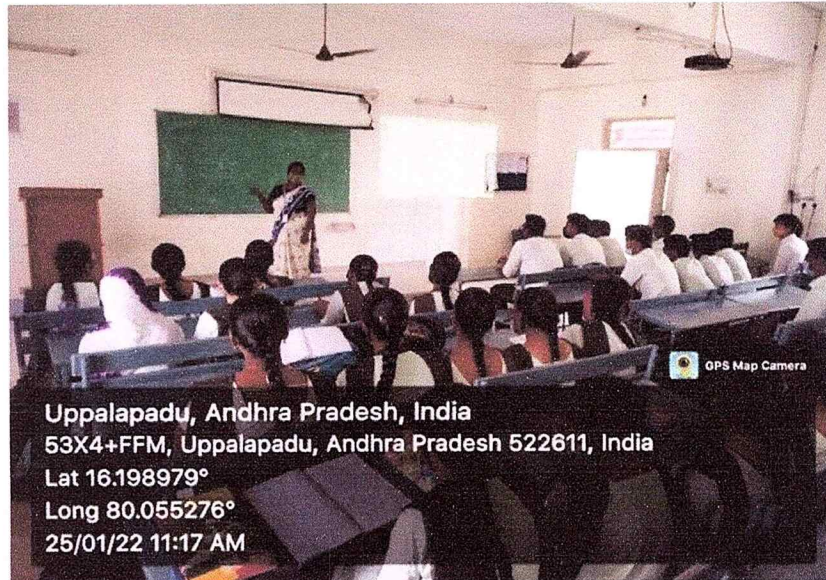 GPS Map Camera
Uppalapadu, Andhra Pradesh, India
53X4+FFM, Uppalapadu, Andhra Pradesh 522611, India
Lat 16.198979°
Long 80.055276°
25/01/22 11:17 AM